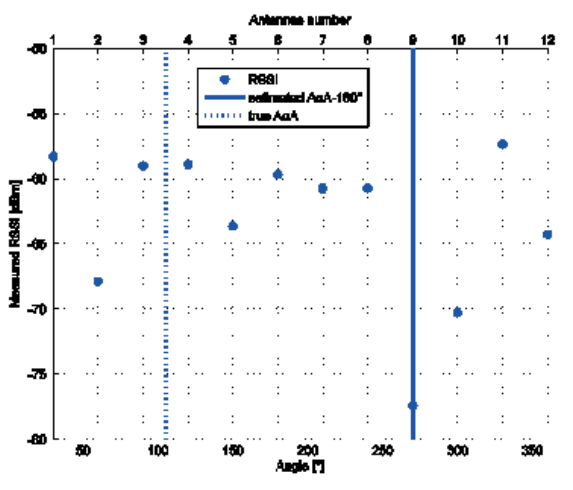 Antennas number
1 2 3 4 5 6 7 8 9 10 11 12
RSSI
estimated AoA-180°
true AoA
Measured RSSI [dBm]
-50
-55
-60
-65
-70
-75
-80
50 100 150 200 250 300 350
Angle [°]